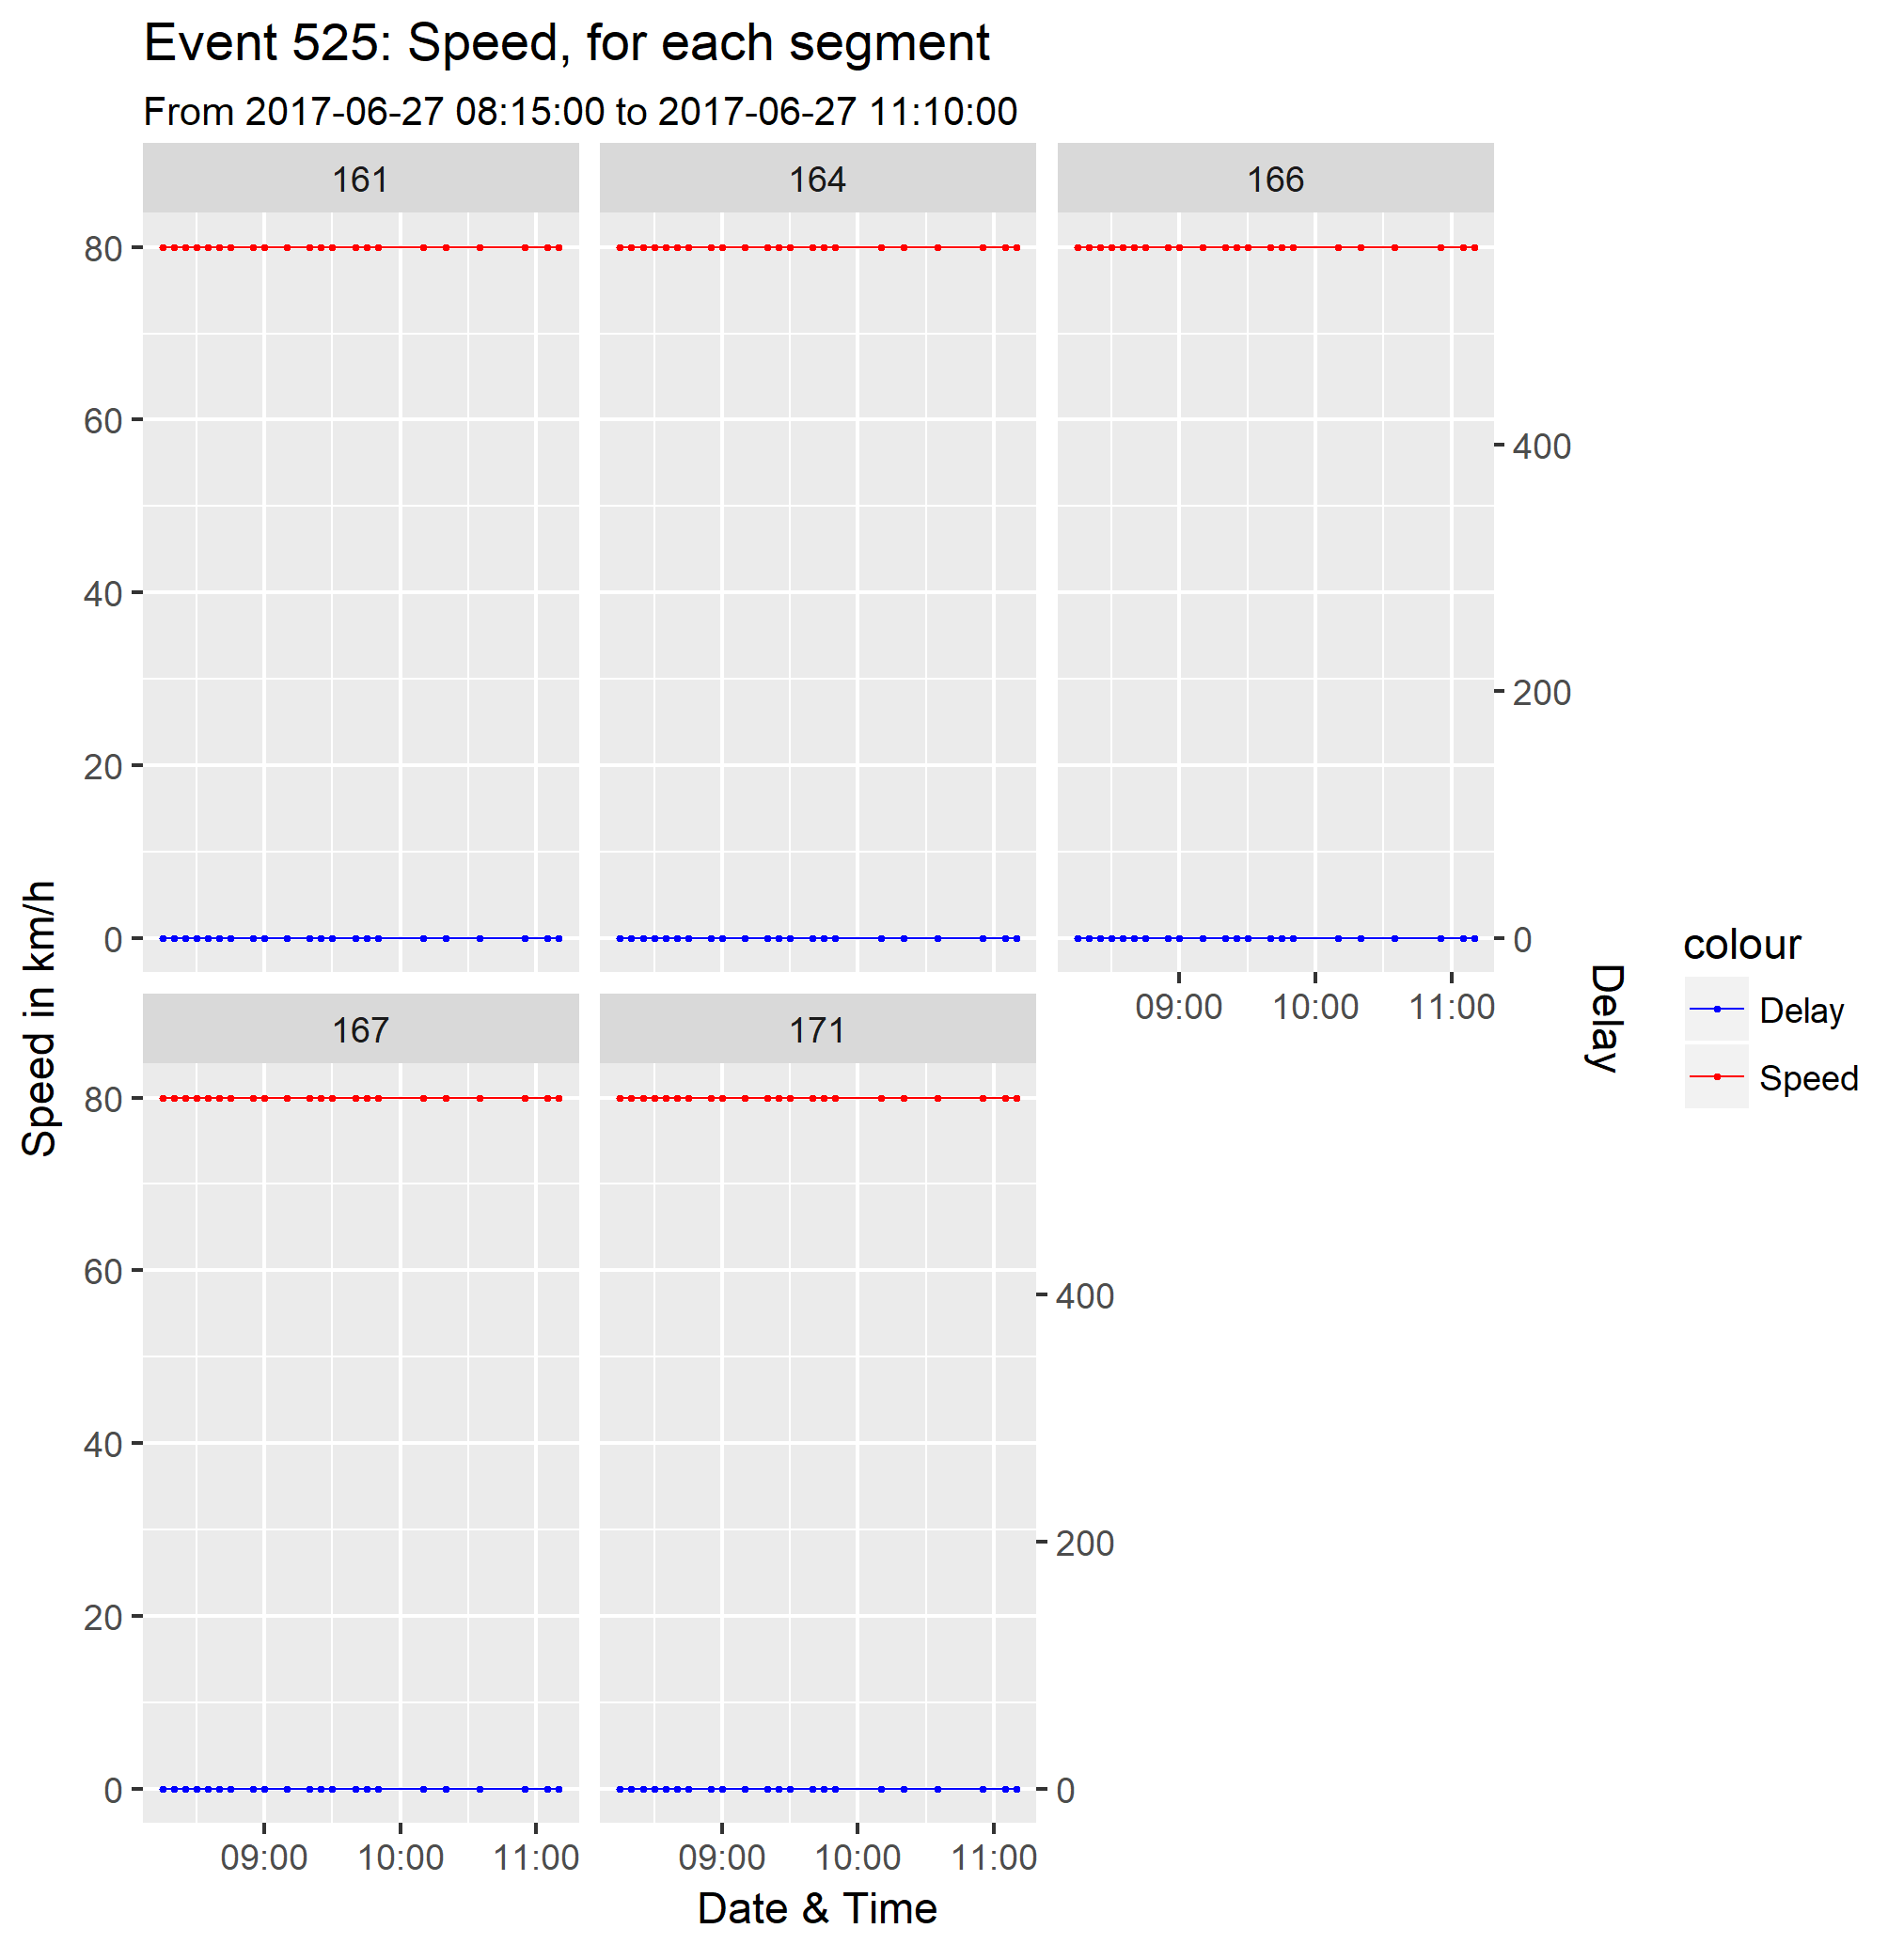 Event 525: Speed, for each segment
From 2017-06-27 08:15:00 to 2017-06-27 11:10:00
161 164 166
80
60
40
20
0
400
200
0
09:00 10:00 11:00
167 171
80
60
40
20
0
400
200
0
09:00 10:00 11:00 09:00 10:00 11:00
Date & Time
Speed in km/h
Delay
colour
Delay
Speed